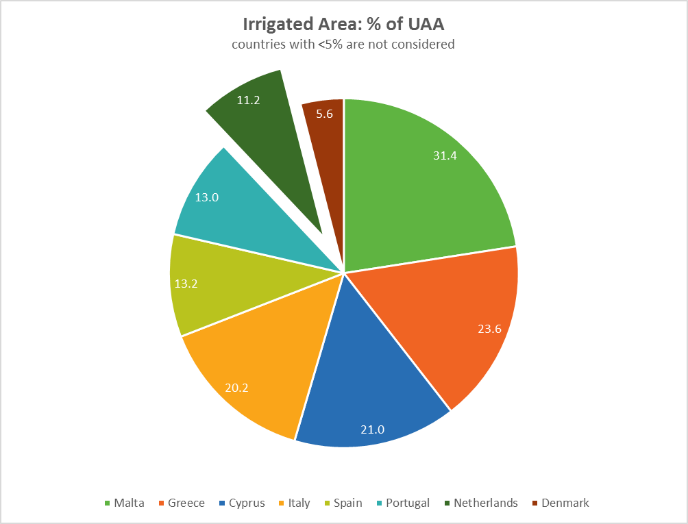 Irrigated Area: % of UAA
countries with <5% are not considered
11.2
5.6
31.4
13.0
13.2
23.6
20.2
21.0
Malta Greece Cyprus Italy Spain Portugal Netherlands Denmark